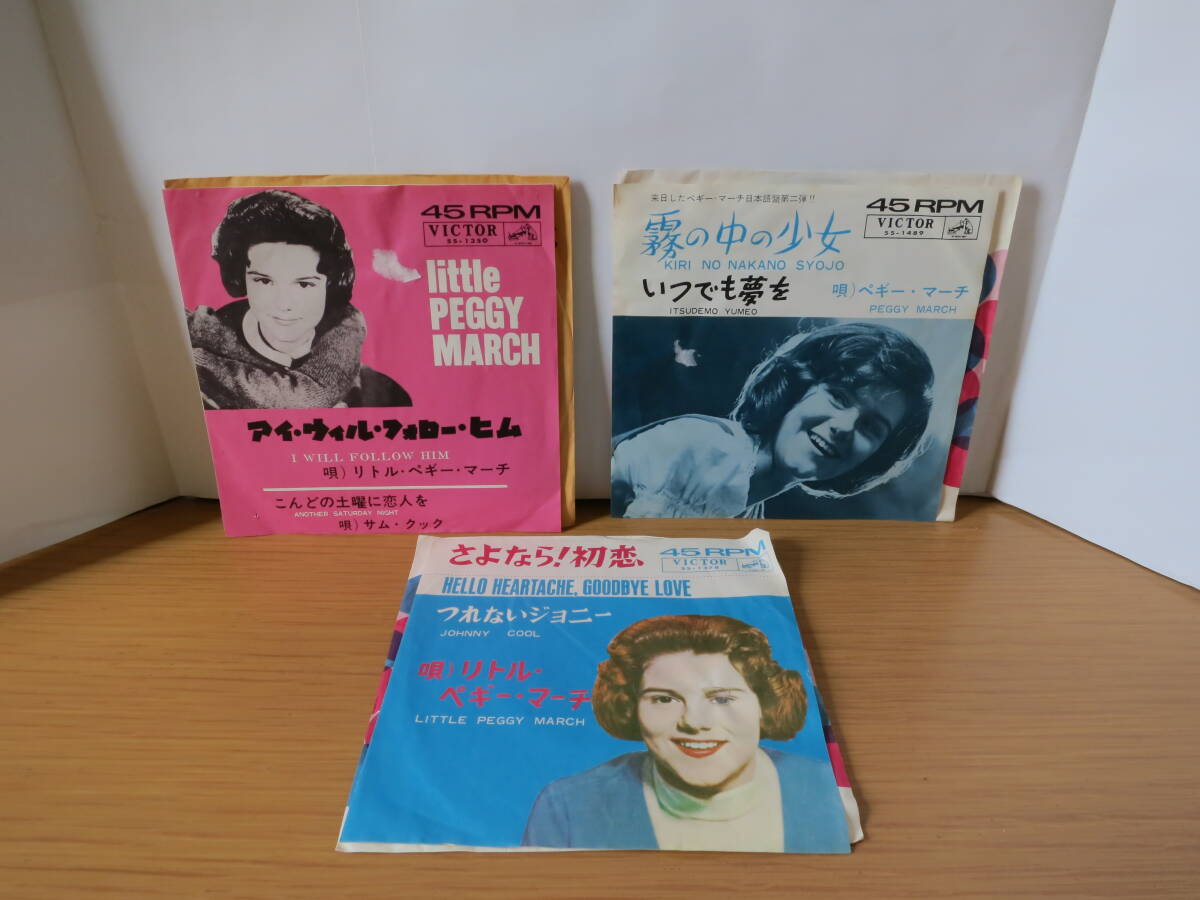 45 RPM
VICTOR
SS-1350
little
PEGGY
MARCH
アイ・ウィル・フォロー・ヒム
I WILL FOLLOW HIM
唄）リトル・ペギー・マーチ
こんどの土曜に恋人を
ANOTHER SATURDAY NIGHT
唄）サム・クック
来日したペギー・マーチ日本語盤第二弾!!
45 RPM
VICTOR
SS-1489
霧の中の少女
KIRI NO NAKANO SYOJO
いつでも夢を
ITSUDEMO YUMEO
唄）ペギー・マーチ
PEGGY MARCH
さよなら！初恋
45 RPM
VICTOR
HELLO HEARTACHE, GOODBYE LOVE
つれないジョニー
JOHNNY COOL
唄）リトル・
ペギー・マーチ
LITTLE PEGGY MARCH